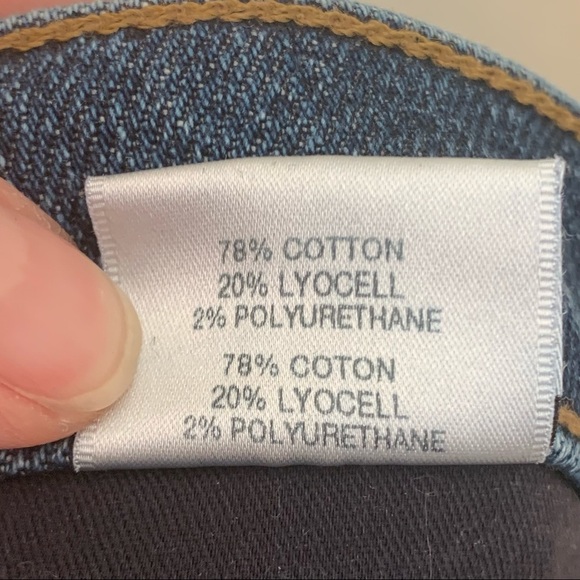 78% COTTON
20% LYOCELL
2% POLYURETHANE
78% COTON
20% LYOCELL
2% POLYURETHANE